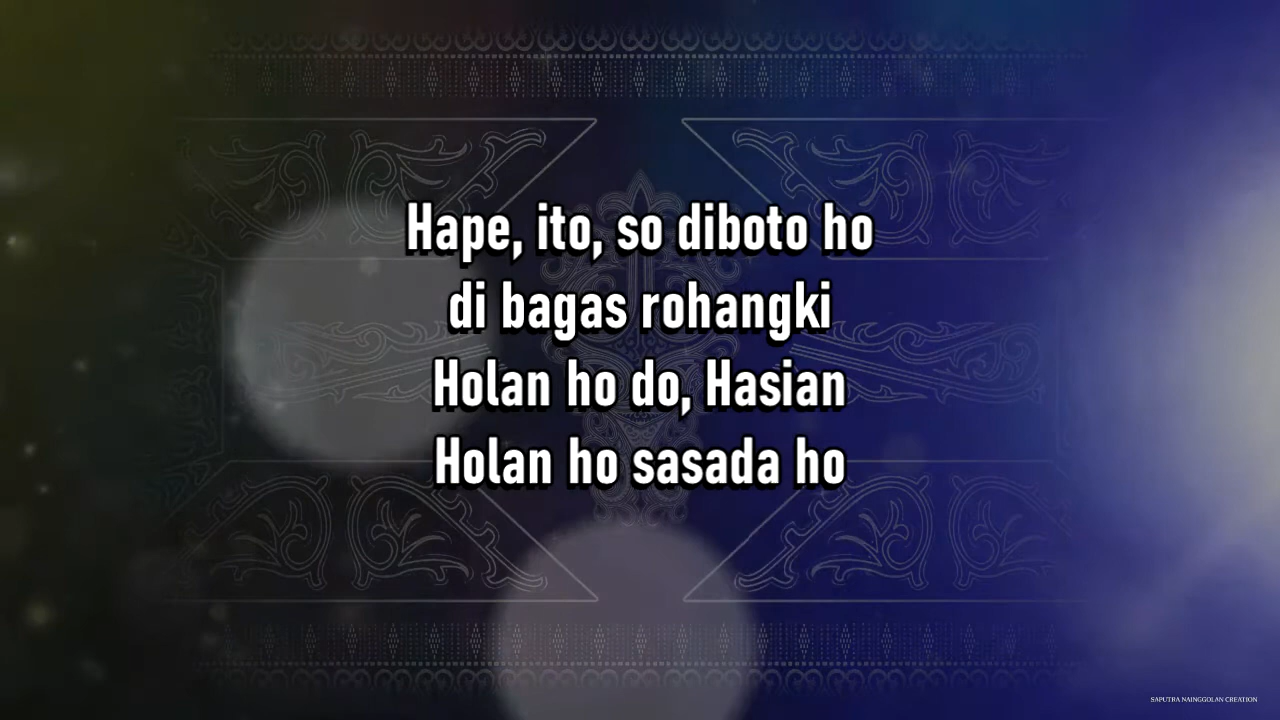 Hape, ito, so diboto ho
di bagas rohangki
Holan ho do, Hasian
Holan ho sasada ho
SAPUTRA NAINGGOLAN CREATION